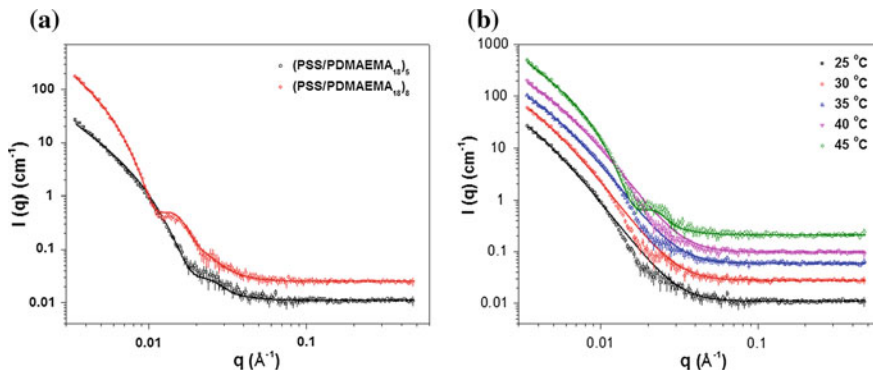 (a)
100
10
1
0.1
0.01
I (q) (cm⁻¹)
0.01
0.1
q (Å⁻¹)
(PSS/PDMAEMA₁₈)₅
(PSS/PDMAEMA₁₈)₈
(b)
1000
100
10
1
0.1
0.01
I (q) (cm⁻¹)
0.01
0.1
q (Å⁻¹)
25 °C
30 °C
35 °C
40 °C
45 °C